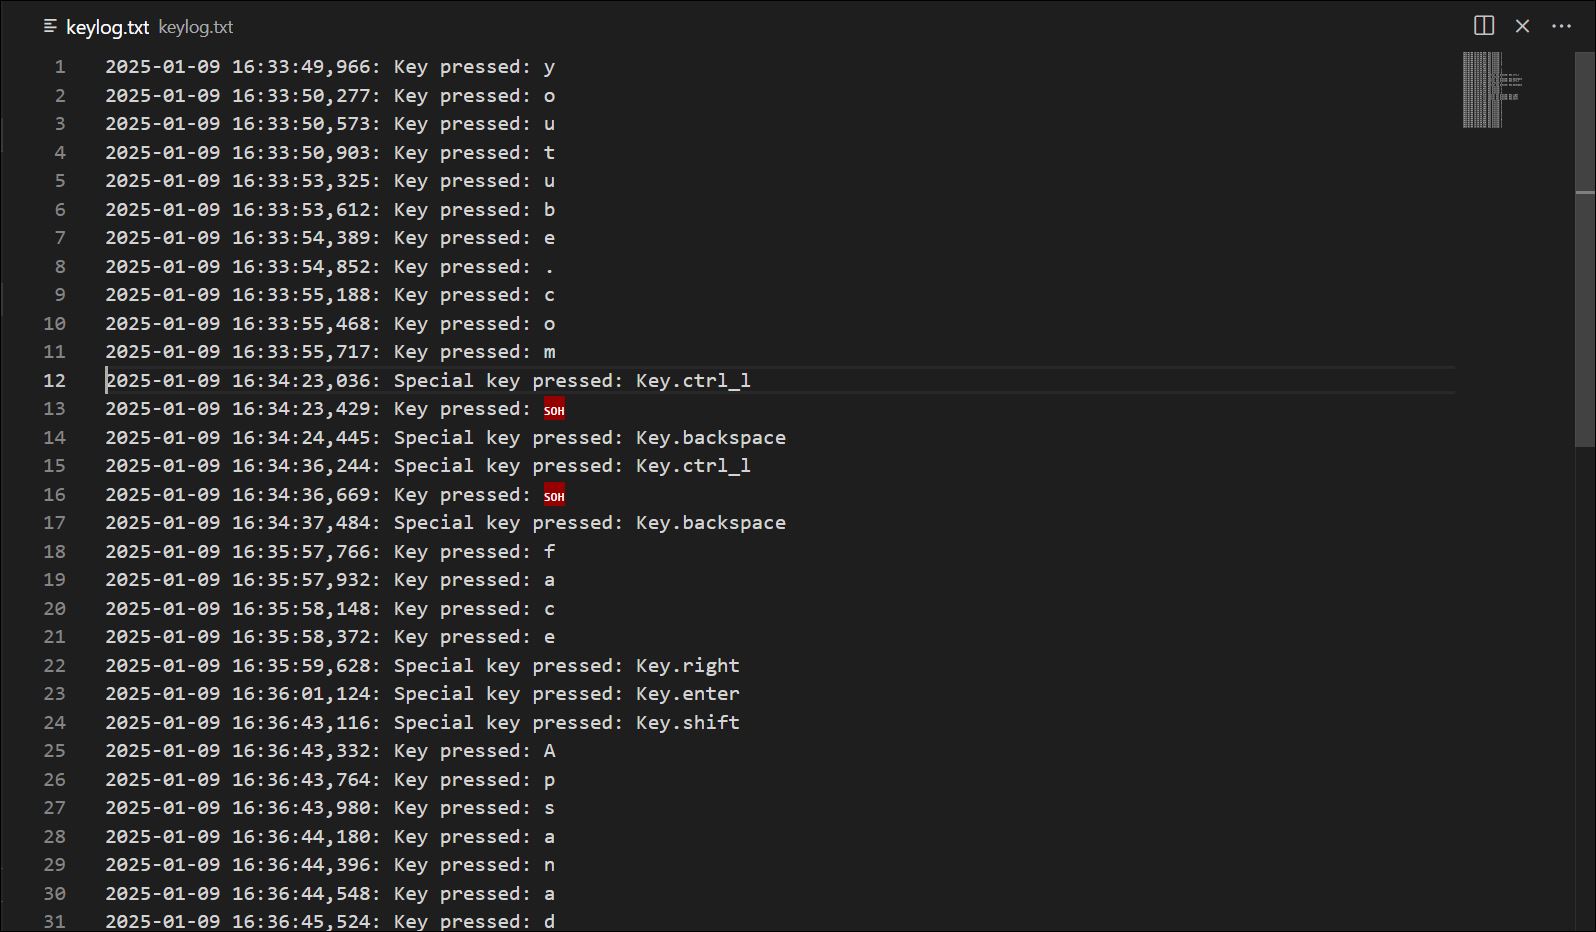 keylog.txt keylog.txt
1 2025-01-09 16:33:49,966: Key pressed: y
2 2025-01-09 16:33:50,277: Key pressed: o
3 2025-01-09 16:33:50,573: Key pressed: u
4 2025-01-09 16:33:50,903: Key pressed: t
5 2025-01-09 16:33:53,325: Key pressed: u
6 2025-01-09 16:33:53,612: Key pressed: b
7 2025-01-09 16:33:54,389: Key pressed: e
8 2025-01-09 16:33:54,852: Key pressed: .
9 2025-01-09 16:33:55,188: Key pressed: c
10 2025-01-09 16:33:55,468: Key pressed: o
11 2025-01-09 16:33:55,717: Key pressed: m
12 2025-01-09 16:34:23,036: Special key pressed: Key.ctrl_l
13 2025-01-09 16:34:23,429: Key pressed: SOH
14 2025-01-09 16:34:24,445: Special key pressed: Key.backspace
15 2025-01-09 16:34:36,244: Special key pressed: Key.ctrl_l
16 2025-01-09 16:34:36,669: Key pressed: SOH
17 2025-01-09 16:34:37,484: Special key pressed: Key.backspace
18 2025-01-09 16:35:57,766: Key pressed: f
19 2025-01-09 16:35:57,932: Key pressed: a
20 2025-01-09 16:35:58,148: Key pressed: c
21 2025-01-09 16:35:58,372: Key pressed: e
22 2025-01-09 16:35:59,628: Special key pressed: Key.right
23 2025-01-09 16:36:01,124: Special key pressed: Key.enter
24 2025-01-09 16:36:43,116: Special key pressed: Key.shift
25 2025-01-09 16:36:43,332: Key pressed: A
26 2025-01-09 16:36:43,764: Key pressed: p
27 2025-01-09 16:36:43,980: Key pressed: s
28 2025-01-09 16:36:44,180: Key pressed: a
29 2025-01-09 16:36:44,396: Key pressed: n
30 2025-01-09 16:36:44,548: Key pressed: a
31 2025-01-09 16:36:45,524: Key pressed: d